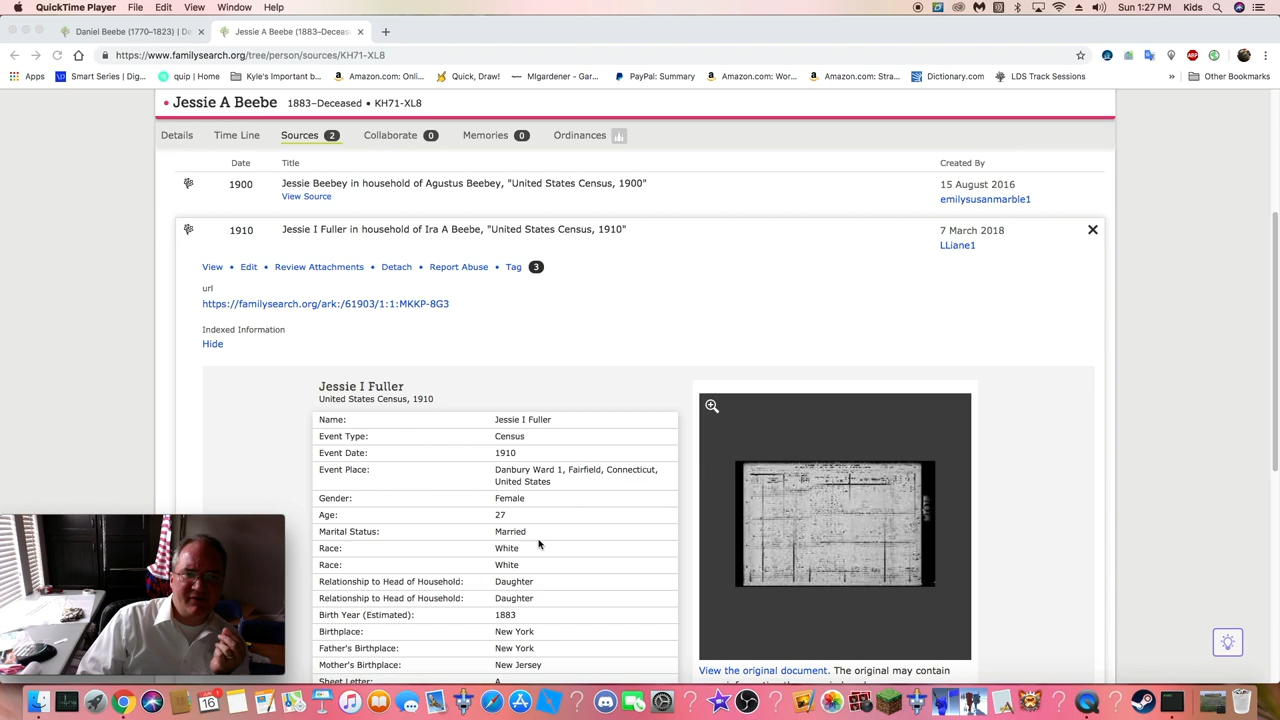 QuickTime Player File Edit View Window Help Sun 1:27 PM Kids
Daniel Beebe (1770–1823) | De Jessie A Beebe (1883–Deceas
https://www.familysearch.org/tree/person/sources/KH71-XL8
Apps Smart Series | Dig... quip | Home Kyle's Important b... Amazon.com: Onli... Quick, Draw! MIgardener - Gar... PayPal: Summary Amazon.com: Wor... Amazon.com: Stra... Dictionary.com LDS Track Sessions » Other Bookmarks
Jessie A Beebe 1883–Deceased • KH71-XL8
Details Time Line Sources 2 Collaborate 0 Memories 0 Ordinances
Date Title Created By
1900 Jessie Beebey in household of Agustus Beebey, "United States Census, 1900" 15 August 2016
View Source emilysusanmarble1
1910 Jessie I Fuller in household of Ira A Beebe, "United States Census, 1910" 7 March 2018
LLiane1
View • Edit • Review Attachments • Detach • Report Abuse • Tag 3
url
https://familysearch.org/ark:/61903/1:1:MKKP-8G3
Indexed Information
Hide
Jessie I Fuller
United States Census, 1910
Name: Jessie I Fuller
Event Type: Census
Event Date: 1910
Event Place: Danbury Ward 1, Fairfield, Connecticut,
United States
Gender: Female
Age: 27
Marital Status: Married
Race: White
Race: White
Relationship to Head of Household: Daughter
Relationship to Head of Household: Daughter
Birth Year (Estimated): 1883
Birthplace: New York
Father's Birthplace: New York
Mother's Birthplace: New Jersey
Sheet Letter: A
View the original document. The original may contain
16